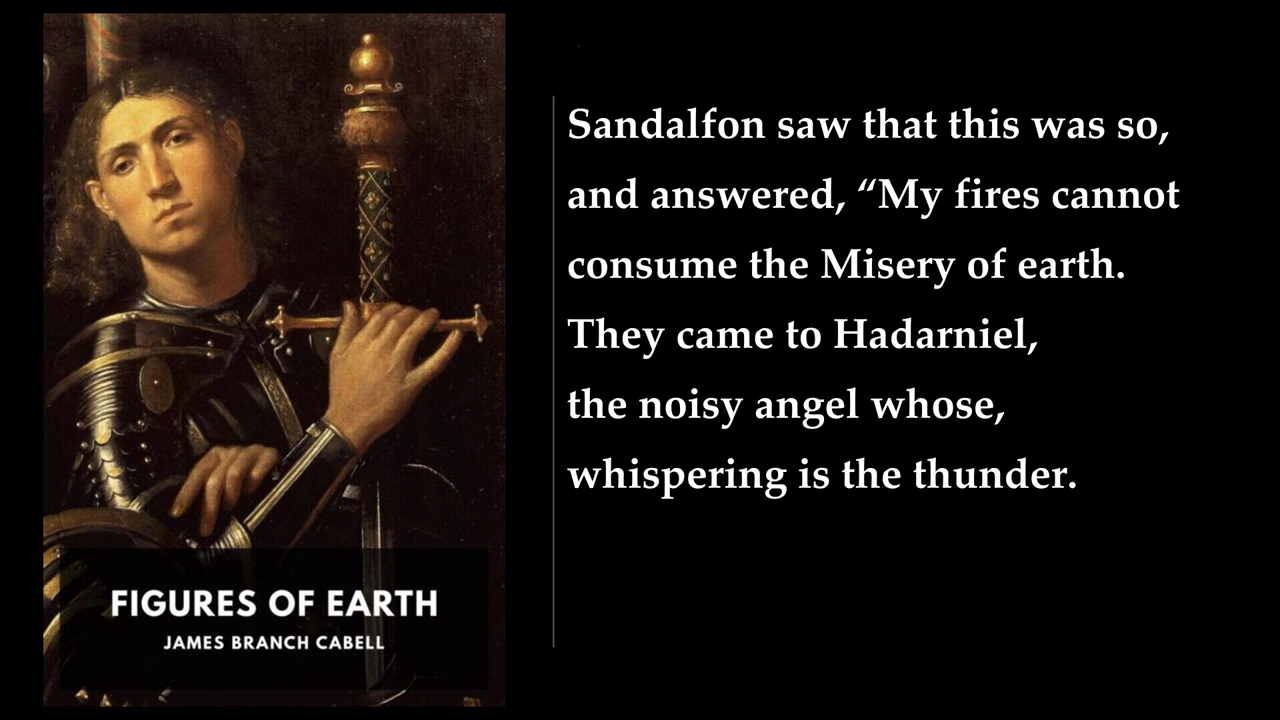 FIGURES OF EARTH
JAMES BRANCH CABELL
Sandalfon saw that this was so,
and answered, “My fires cannot
consume the Misery of earth.
They came to Hadarniel,
the noisy angel whose,
whispering is the thunder.